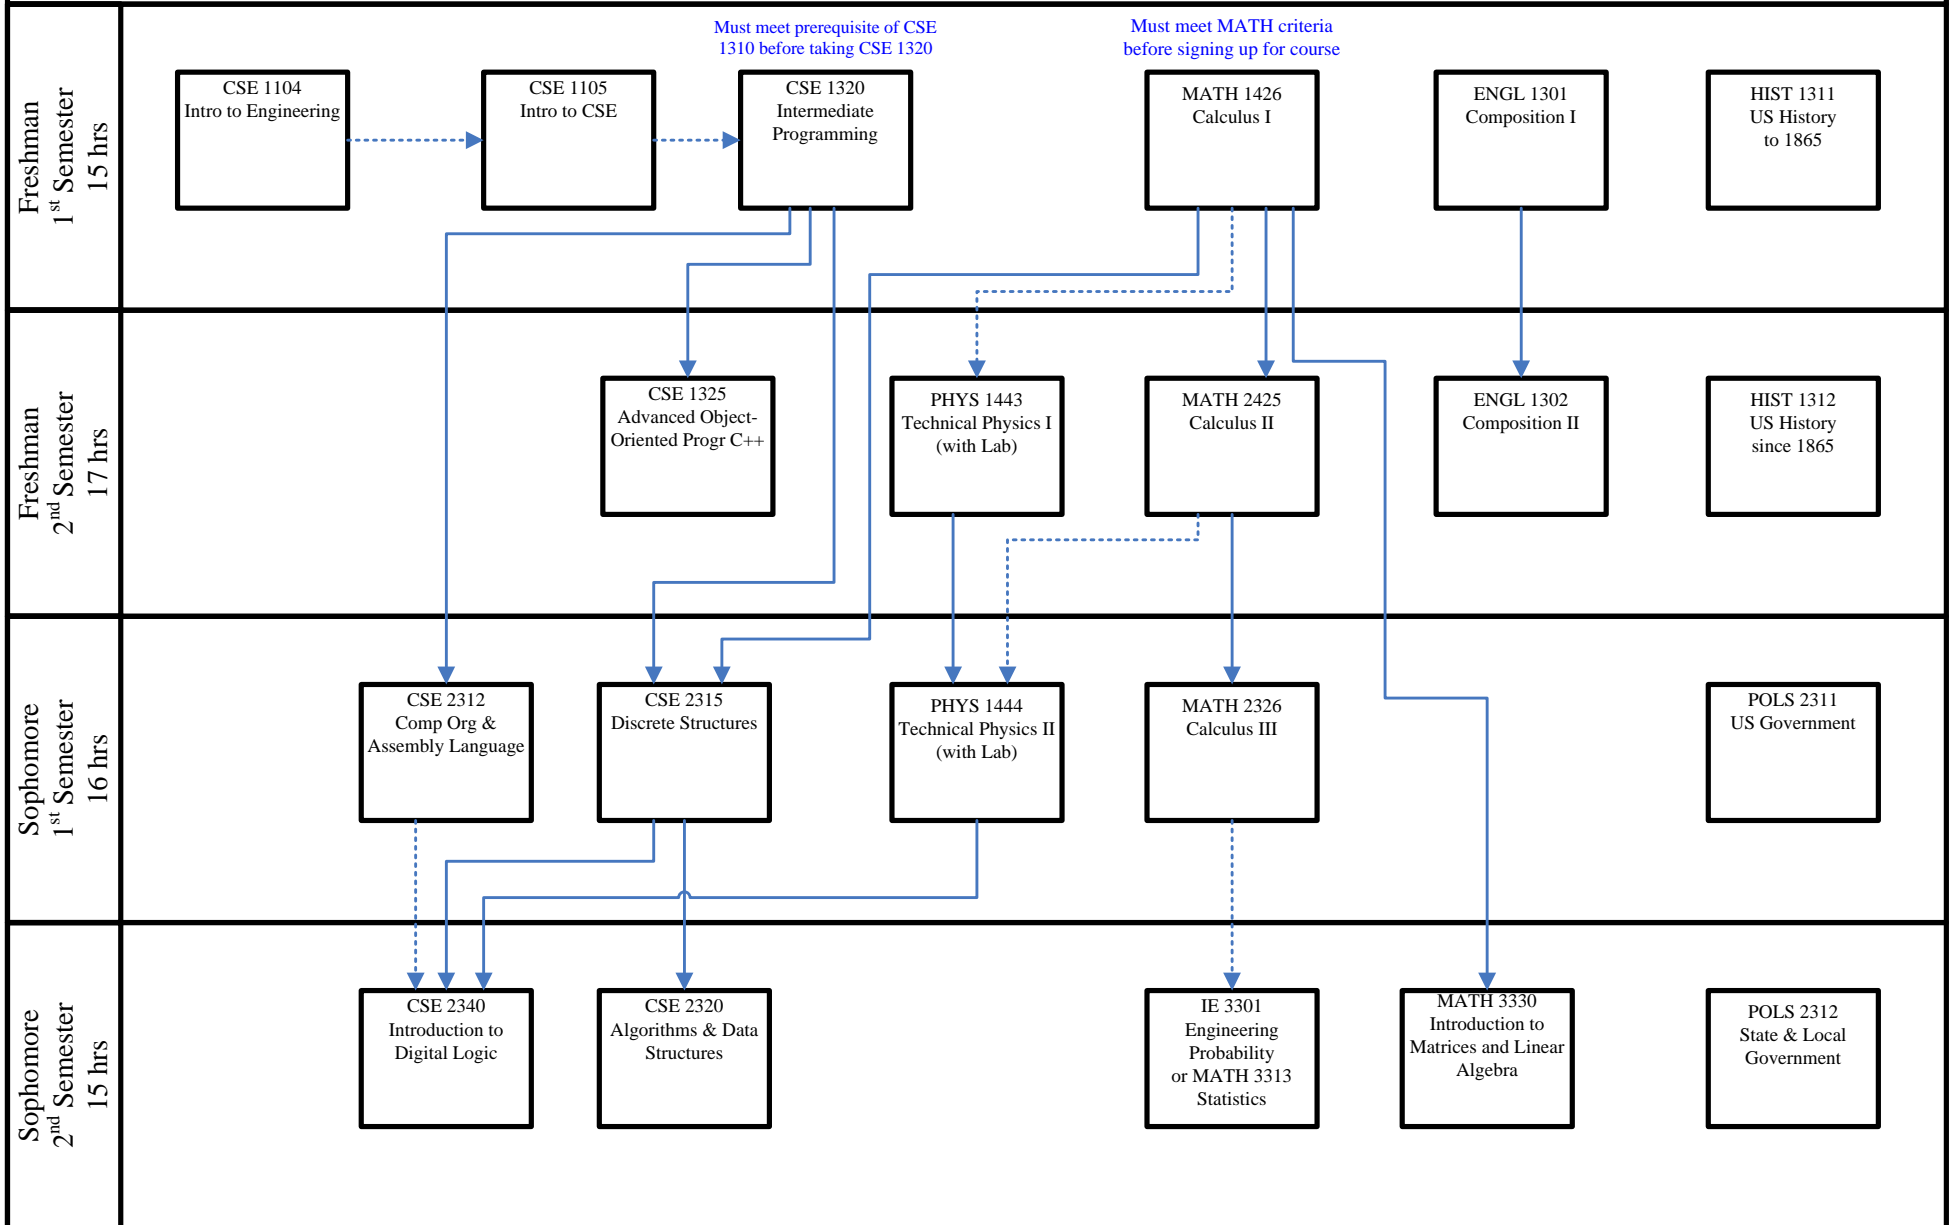 Must meet prerequisite of CSE
1310 before taking CSE 1320
Must meet MATH criteria
before signing up for course
Freshman
1st Semester
15 hrs
CSE 1104
Intro to Engineering
CSE 1105
Intro to CSE
CSE 1320
Intermediate
Programming
MATH 1426
Calculus I
ENGL 1301
Composition I
HIST 1311
US History
to 1865
Freshman
2nd Semester
17 hrs
CSE 1325
Advanced Object-
Oriented Progr C++
PHYS 1443
Technical Physics I
(with Lab)
MATH 2425
Calculus II
ENGL 1302
Composition II
HIST 1312
US History
since 1865
Sophomore
1st Semester
16 hrs
CSE 2312
Comp Org &
Assembly Language
CSE 2315
Discrete Structures
PHYS 1444
Technical Physics II
(with Lab)
MATH 2326
Calculus III
POLS 2311
US Government
Sophomore
2nd Semester
15 hrs
CSE 2340
Introduction to
Digital Logic
CSE 2320
Algorithms & Data
Structures
IE 3301
Engineering
Probability
or MATH 3313
Statistics
MATH 3330
Introduction to
Matrices and Linear
Algebra
POLS 2312
State & Local
Government